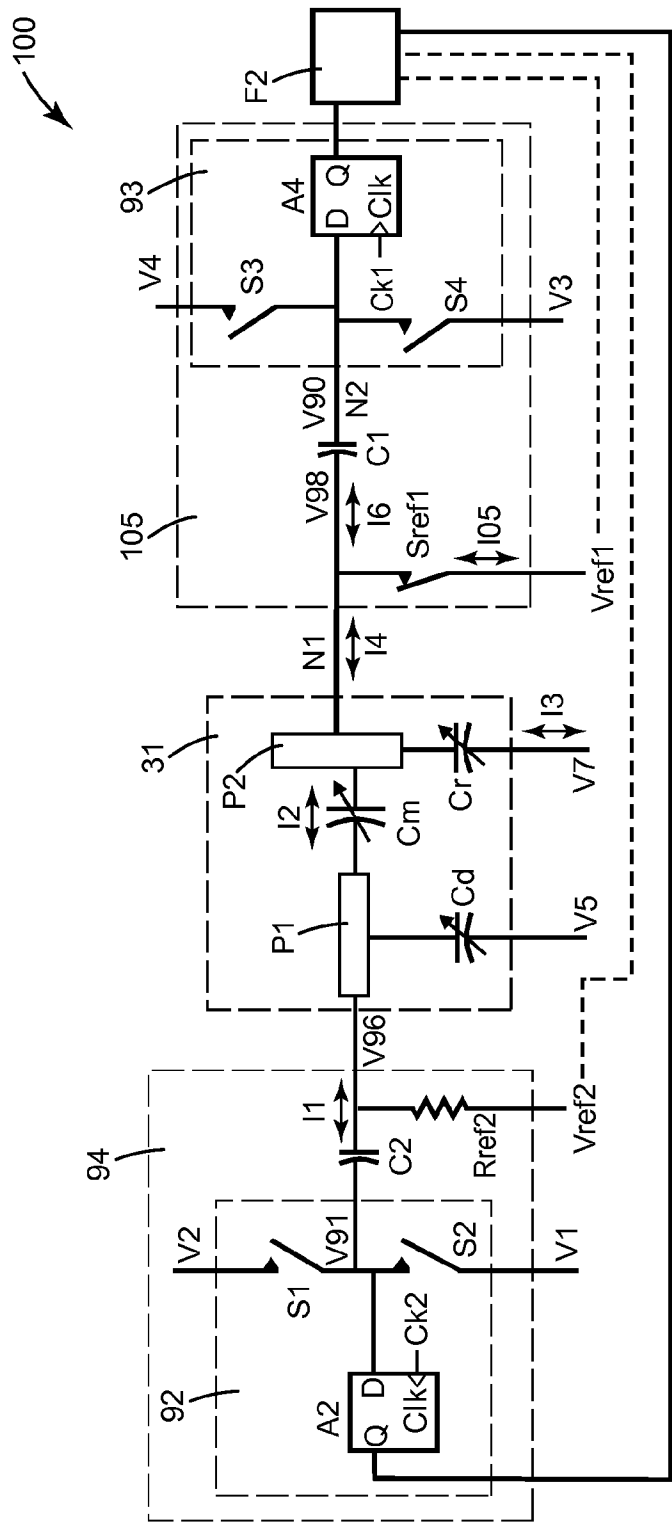 100
94
92
A2
Q
D
Clk
Ck2
V2
S1
V91
S2
V1
C2
I1
Rref2
Vref2
V96
31
P1
Cd
V5
I2
Cm
P2
Cr
I3
V7
N1
I4
105
V98
I6
Sref1
I05
Vref1
C1
V90
N2
93
V4
S3
S4
V3
A4
D
Q
Clk
Ck1
F2